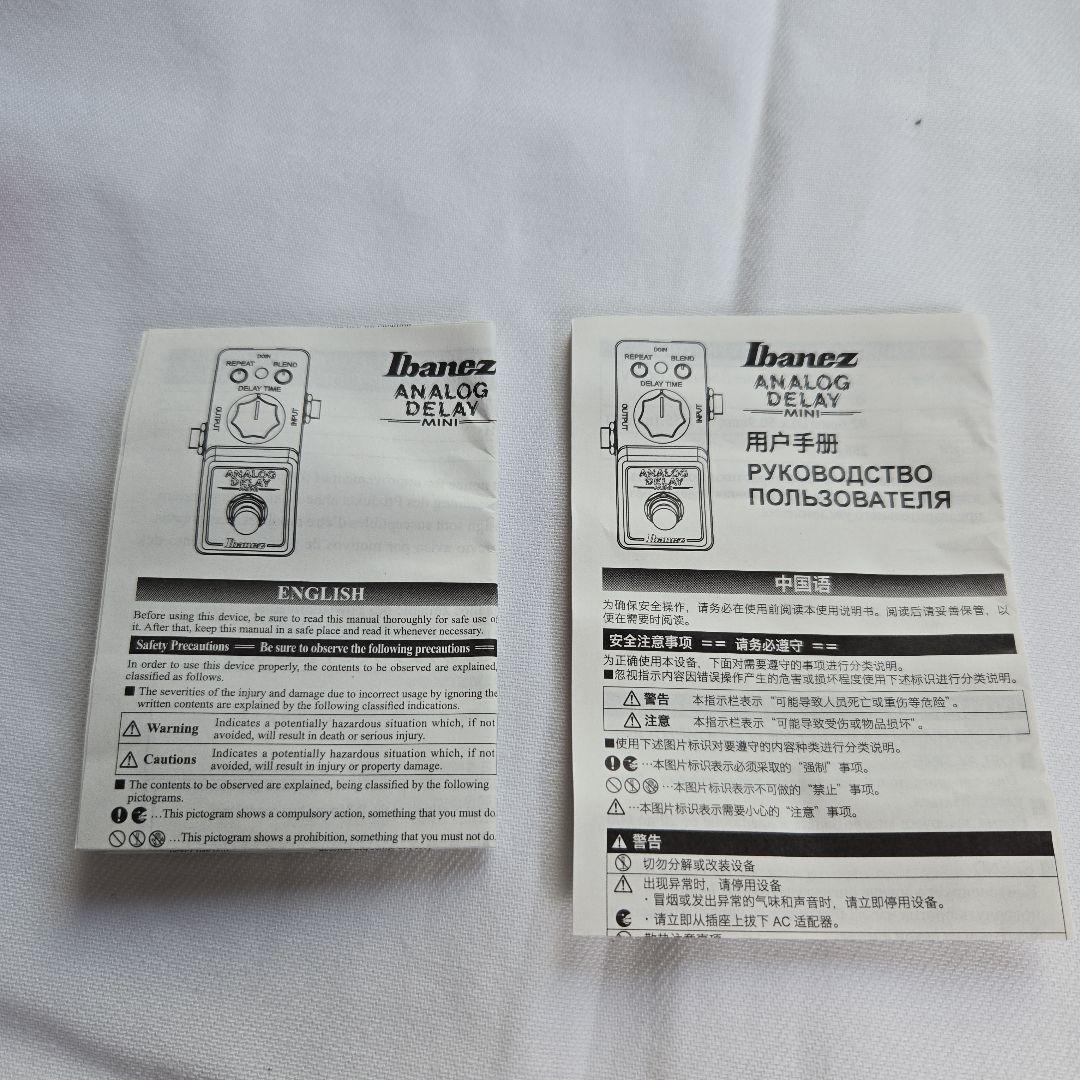 DC9V
REPEAT
BLEND
DELAY TIME
OUTPUT
INPUT
ANALOG
DELAY
MINI
Ibanez
Ibanez
ANALOG
DELAY
MINI
ENGLISH
Before using this device, be sure to read this manual thoroughly for safe use o
it. After that, keep this manual in a safe place and read it whenever necessary.
Safety Precautions == Be sure to observe the following precautions ==
In order to use this device properly, the contents to be observed are explained,
classified as follows.
■ The severities of the injury and damage due to incorrect usage by ignoring the
written contents are explained by the following classified indications.
Warning Indicates a potentially hazardous situation which, if not
avoided, will result in death or serious injury.
Cautions Indicates a potentially hazardous situation which, if not
avoided, will result in injury or property damage.
■ The contents to be observed are explained, being classified by the following
pictograms.
…This pictogram shows a compulsory action, something that you must do.
…This pictogram shows a prohibition, something that you must not do.
DC9V
REPEAT
BLEND
DELAY TIME
OUTPUT
INPUT
ANALOG
DELAY
MINI
Ibanez
Ibanez
ANALOG
DELAY
MINI
用户手册
РУКОВОДСТВО
ПОЛЬЗОВАТЕЛЯ
中国语
为确保安全操作，请务必在使用前阅读本使用说明书。阅读后请妥善保管，以
便在需要时阅读。
安全注意事项 == 请务必遵守 ==
为正确使用本设备，下面对需要遵守的事项进行分类说明。
■忽视指示内容因错误操作产生的危害或损坏程度使用下述标识进行分类说明。
警告 本指示栏表示“可能导致人员死亡或重伤等危险”。
注意 本指示栏表示“可能导致受伤或物品损坏”。
■使用下述图片标识对要遵守的内容种类进行分类说明。
…本图片标识表示必须采取的“强制”事项。
…本图片标识表示不可做的“禁止”事项。
…本图片标识表示需要小心的“注意”事项。
警告
切勿分解或改装设备
出现异常时，请停用设备
・冒烟或发出异常的气味和声音时，请立即停用设备。
・请立即从插座上拔下 AC 适配器。
散热注意事项